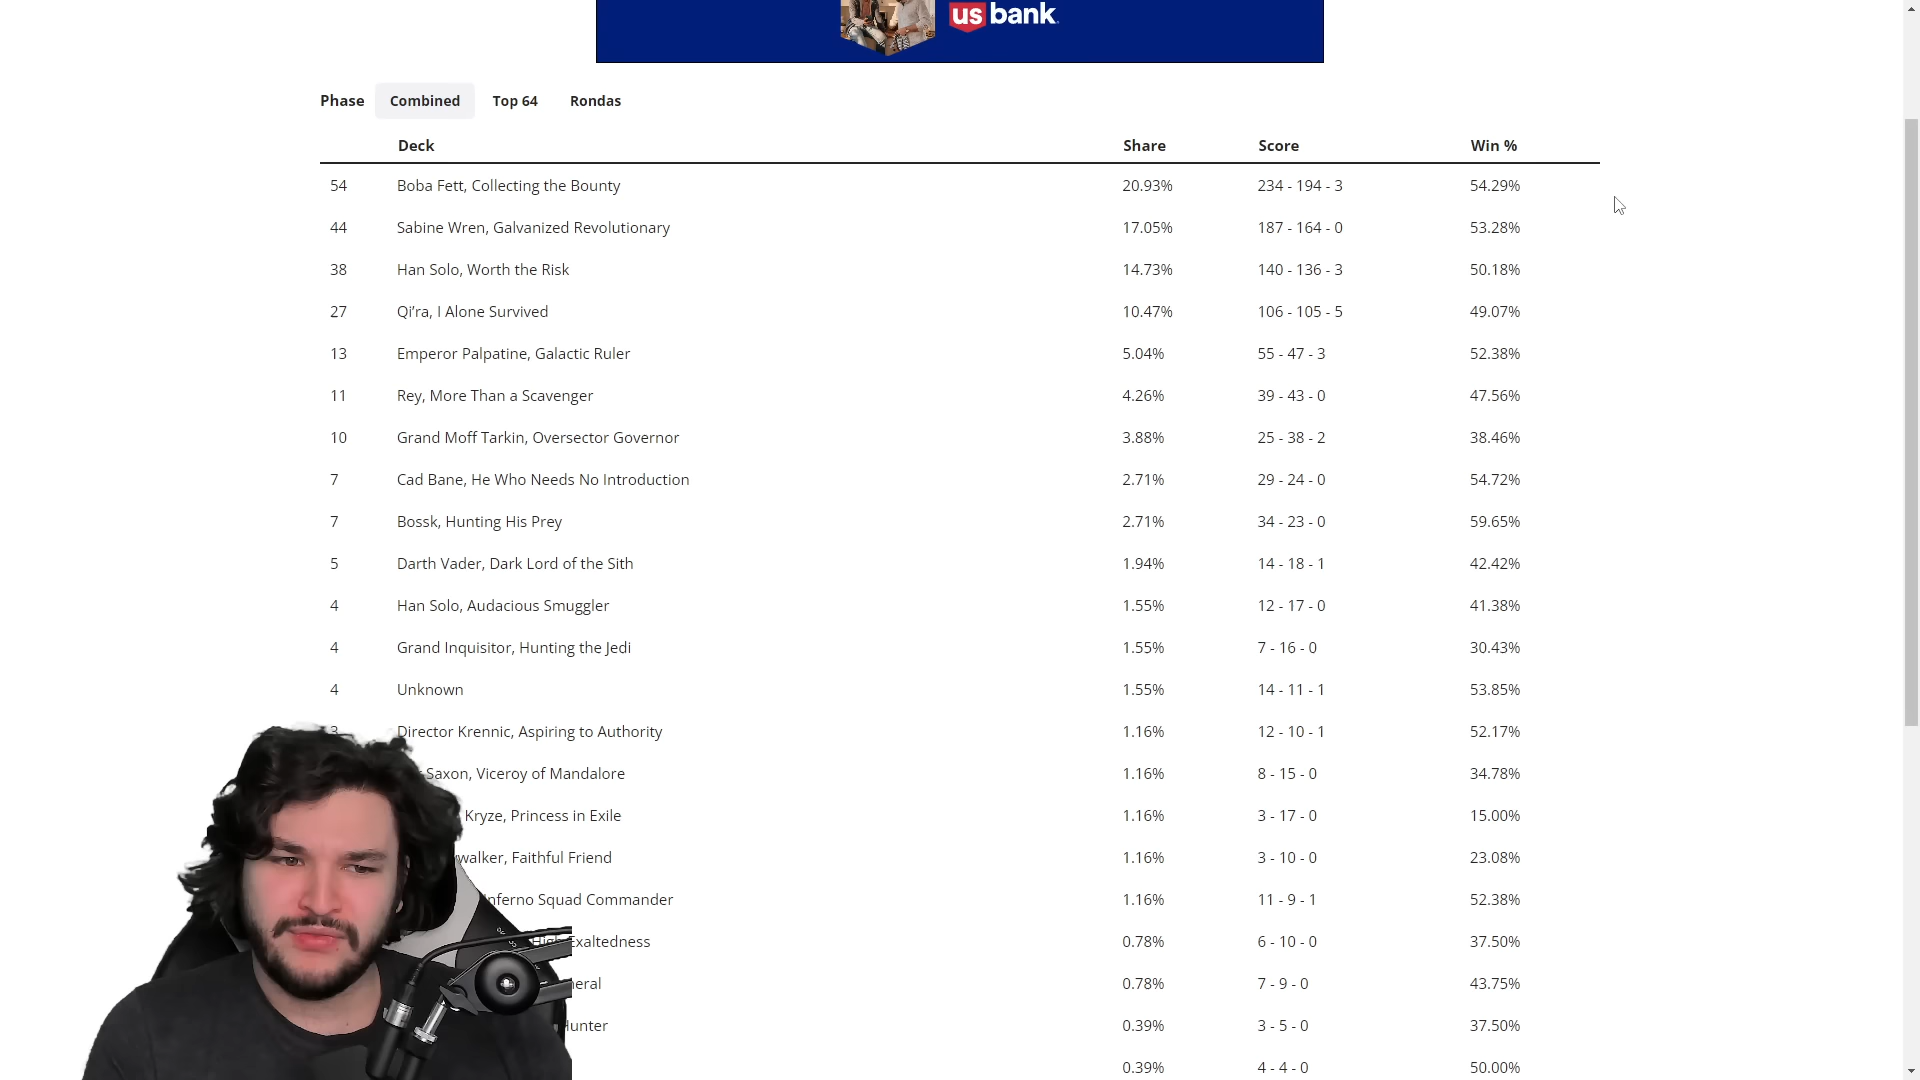 us bank
Phase Combined Top 64 Rondas
Deck Share Score Win %
54 Boba Fett, Collecting the Bounty 20.93% 234 - 194 - 3 54.29%
44 Sabine Wren, Galvanized Revolutionary 17.05% 187 - 164 - 0 53.28%
38 Han Solo, Worth the Risk 14.73% 140 - 136 - 3 50.18%
27 Qi’ra, I Alone Survived 10.47% 106 - 105 - 5 49.07%
13 Emperor Palpatine, Galactic Ruler 5.04% 55 - 47 - 3 52.38%
11 Rey, More Than a Scavenger 4.26% 39 - 43 - 0 47.56%
10 Grand Moff Tarkin, Oversector Governor 3.88% 25 - 38 - 2 38.46%
7 Cad Bane, He Who Needs No Introduction 2.71% 29 - 24 - 0 54.72%
7 Bossk, Hunting His Prey 2.71% 34 - 23 - 0 59.65%
5 Darth Vader, Dark Lord of the Sith 1.94% 14 - 18 - 1 42.42%
4 Han Solo, Audacious Smuggler 1.55% 12 - 17 - 0 41.38%
4 Grand Inquisitor, Hunting the Jedi 1.55% 7 - 16 - 0 30.43%
4 Unknown 1.55% 14 - 11 - 1 53.85%
3 Director Krennic, Aspiring to Authority 1.16% 12 - 10 - 1 52.17%
Saxon, Viceroy of Mandalore 1.16% 8 - 15 - 0 34.78%
Kryze, Princess in Exile 1.16% 3 - 17 - 0 15.00%
walker, Faithful Friend 1.16% 3 - 10 - 0 23.08%
Inferno Squad Commander 1.16% 11 - 9 - 1 52.38%
High Exaltedness 0.78% 6 - 10 - 0 37.50%
neral 0.78% 7 - 9 - 0 43.75%
Hunter 0.39% 3 - 5 - 0 37.50%
0.39% 4 - 4 - 0 50.00%